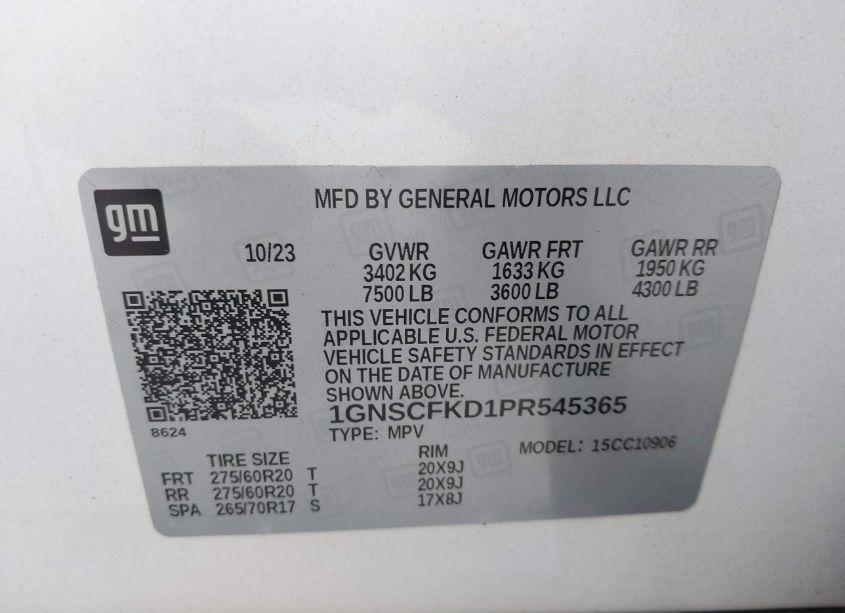 gm
MFD BY GENERAL MOTORS LLC
10/23 GVWR GAWR FRT GAWR RR
3402 KG 1633 KG 1950 KG
7500 LB 3600 LB 4300 LB
THIS VEHICLE CONFORMS TO ALL
APPLICABLE U.S. FEDERAL MOTOR
VEHICLE SAFETY STANDARDS IN EFFECT
ON THE DATE OF MANUFACTURE
SHOWN ABOVE.
1GNSCFKD1PR545365
8624
TYPE: MPV
MODEL: 15CC10906
TIRE SIZE RIM
FRT 275/60R20 T 20X9J
RR 275/60R20 T 20X9J
SPA 265/70R17 S 17X8J